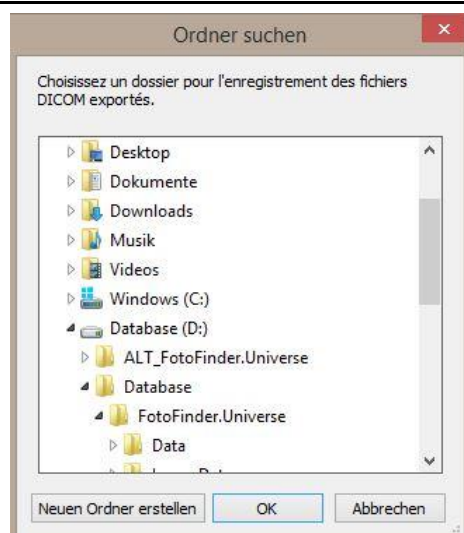 Ordner suchen
Choisissez un dossier pour l'enregistrement des fichiers
DICOM exportés.
Desktop
Dokumente
Downloads
Musik
Videos
Windows (C:)
Database (D:)
ALT_FotoFinder.Universe
Database
FotoFinder.Universe
Data
Neuen Ordner erstellen OK Abbrechen